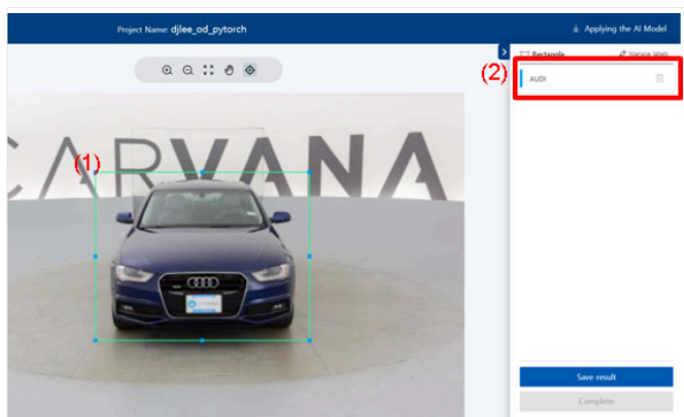 Project Name: djlee_od_pytorch
Applying the AI Model
Rectangle
Manage labels
(2)
AUDI
CARVANA
(1)
Save result
Complete